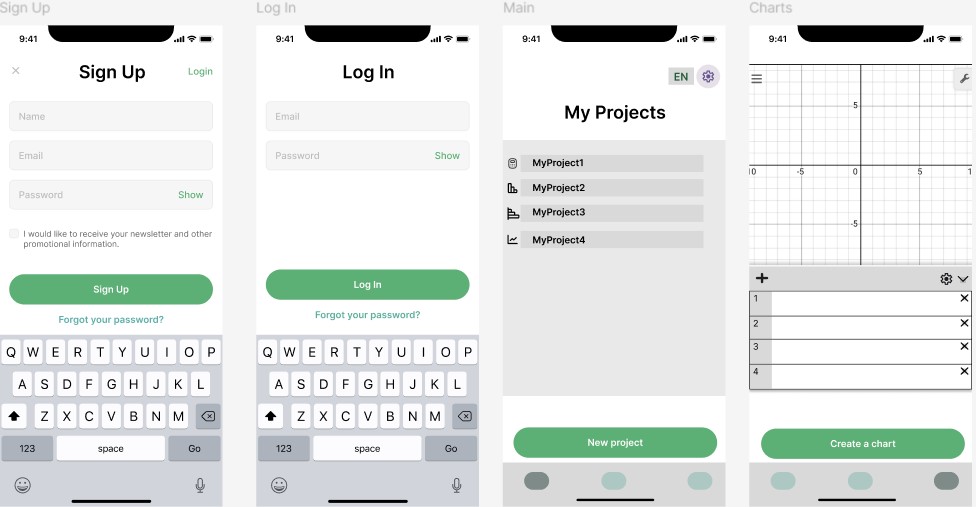 Sign Up
9:41
Sign Up
Login
Name
Email
Password
Show
I would like to receive your newsletter and other
promotional information.
Sign Up
Forgot your password?
Q W E R T Y U I O P
A S D F G H J K L
Z X C V B N M
123
space
Go
Log In
9:41
Log In
Email
Password
Show
Log In
Forgot your password?
Q W E R T Y U I O P
A S D F G H J K L
Z X C V B N M
123
space
Go
Main
9:41
EN
My Projects
MyProject1
MyProject2
MyProject3
MyProject4
New project
Charts
9:41
5
10 -5 0 5 1
-5
1
2
3
4
Create a chart